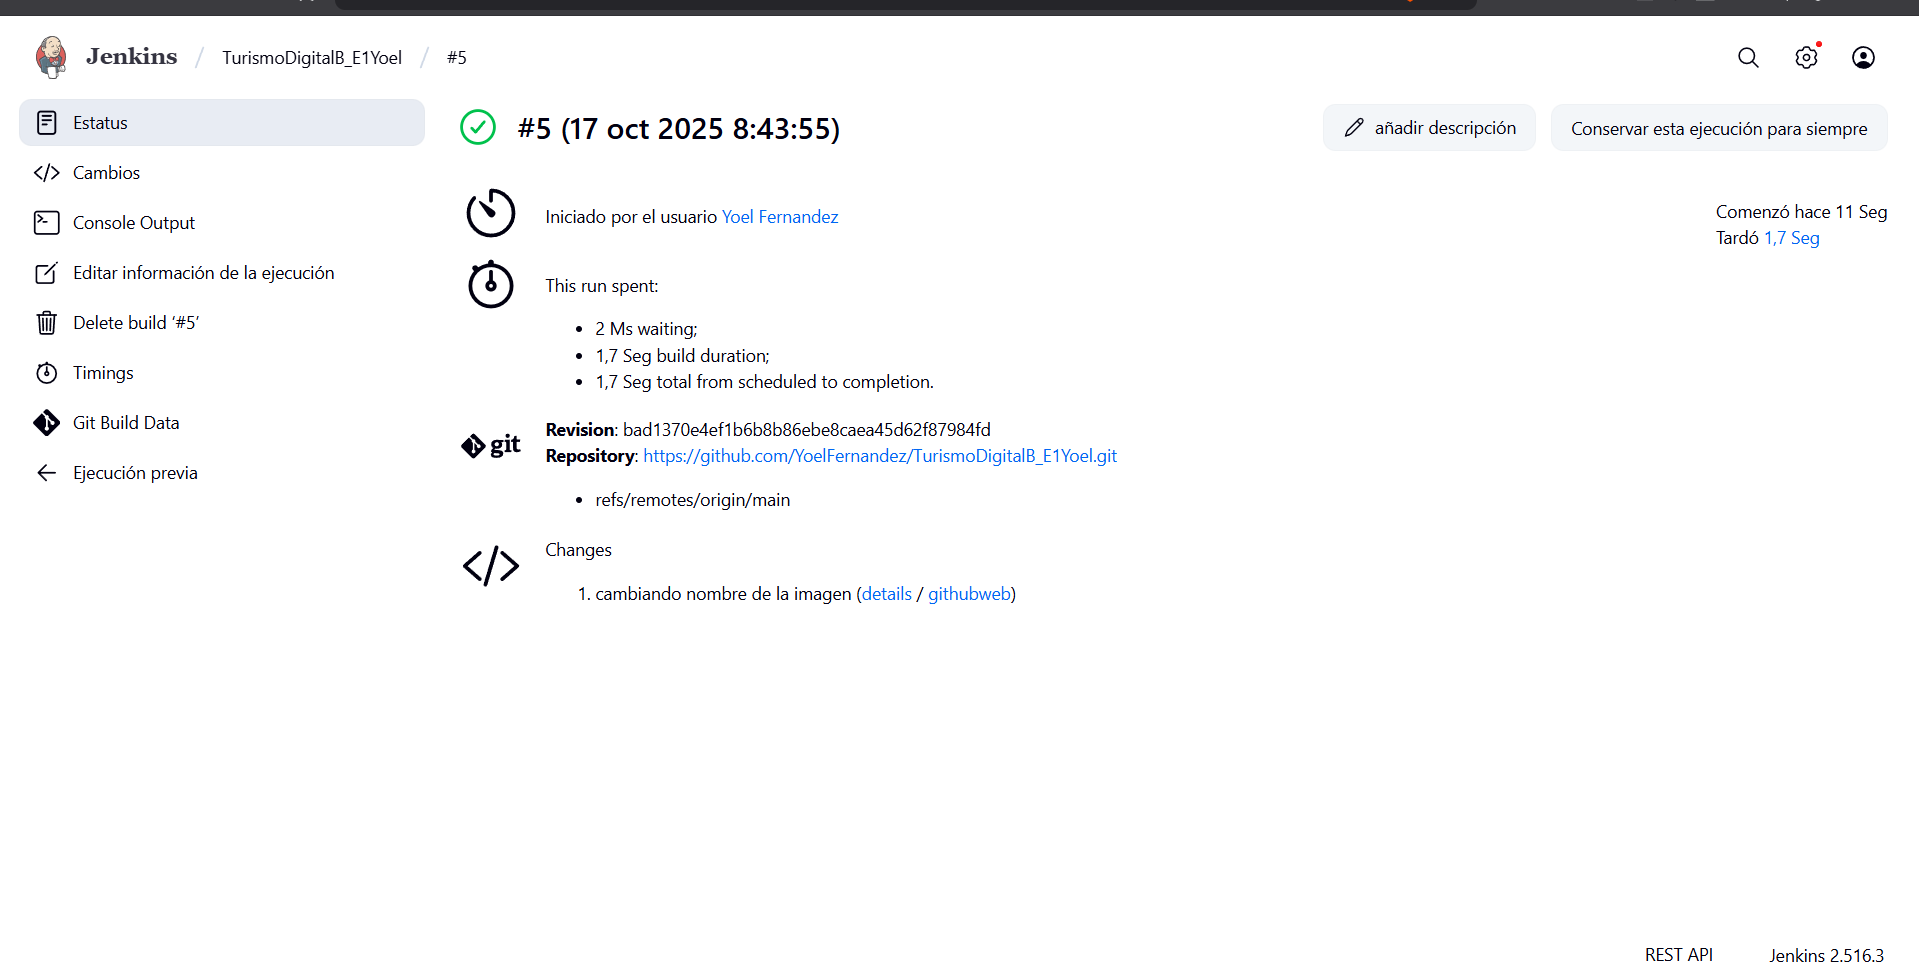 Jenkins / TurismoDigitalB_E1Yoel / #5
Estatus
Cambios
Console Output
Editar información de la ejecución
Delete build ‘#5’
Timings
Git Build Data
Ejecución previa
#5 (17 oct 2025 8:43:55)
añadir descripción
Conservar esta ejecución para siempre
Iniciado por el usuario Yoel Fernandez
Comenzó hace 11 Seg
Tardó 1,7 Seg
This run spent:
• 2 Ms waiting;
• 1,7 Seg build duration;
• 1,7 Seg total from scheduled to completion.
git
Revision: bad1370e4ef1b6b8b86ebe8caea45d62f87984fd
Repository: https://github.com/YoelFernandez/TurismoDigitalB_E1Yoel.git
• refs/remotes/origin/main
Changes
1. cambiando nombre de la imagen (details / githubweb)
REST API
Jenkins 2.516.3